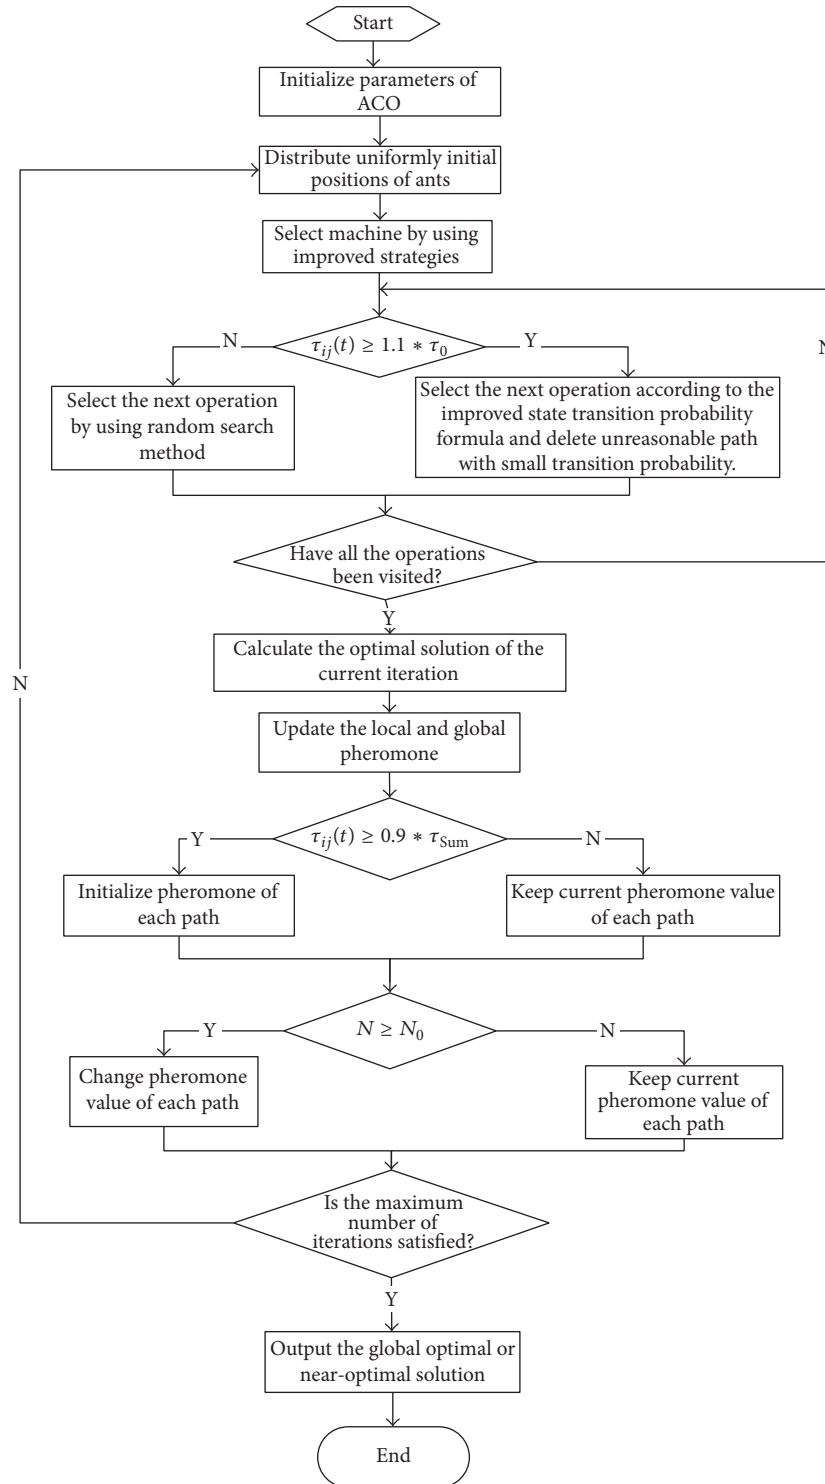 Start
Initialize parameters of
ACO
Distribute uniformly initial
positions of ants
Select machine by using
improved strategies
N
τij(t) ≥ 1.1 * τ0
Y
N
Select the next operation
by using random search
method
Select the next operation according to the
improved state transition probability
formula and delete unreasonable path
with small transition probability.
Have all the operations
been visited?
Y
Calculate the optimal solution of the
current iteration
N
Update the local and global
pheromone
Y
τij(t) ≥ 0.9 * τSum
N
Initialize pheromone of
each path
Keep current pheromone value
of each path
Y
N ≥ N0
N
Change pheromone
value of each path
Keep current
pheromone value of
each path
Is the maximum
number of
iterations satisfied?
Y
Output the global optimal or
near-optimal solution
End